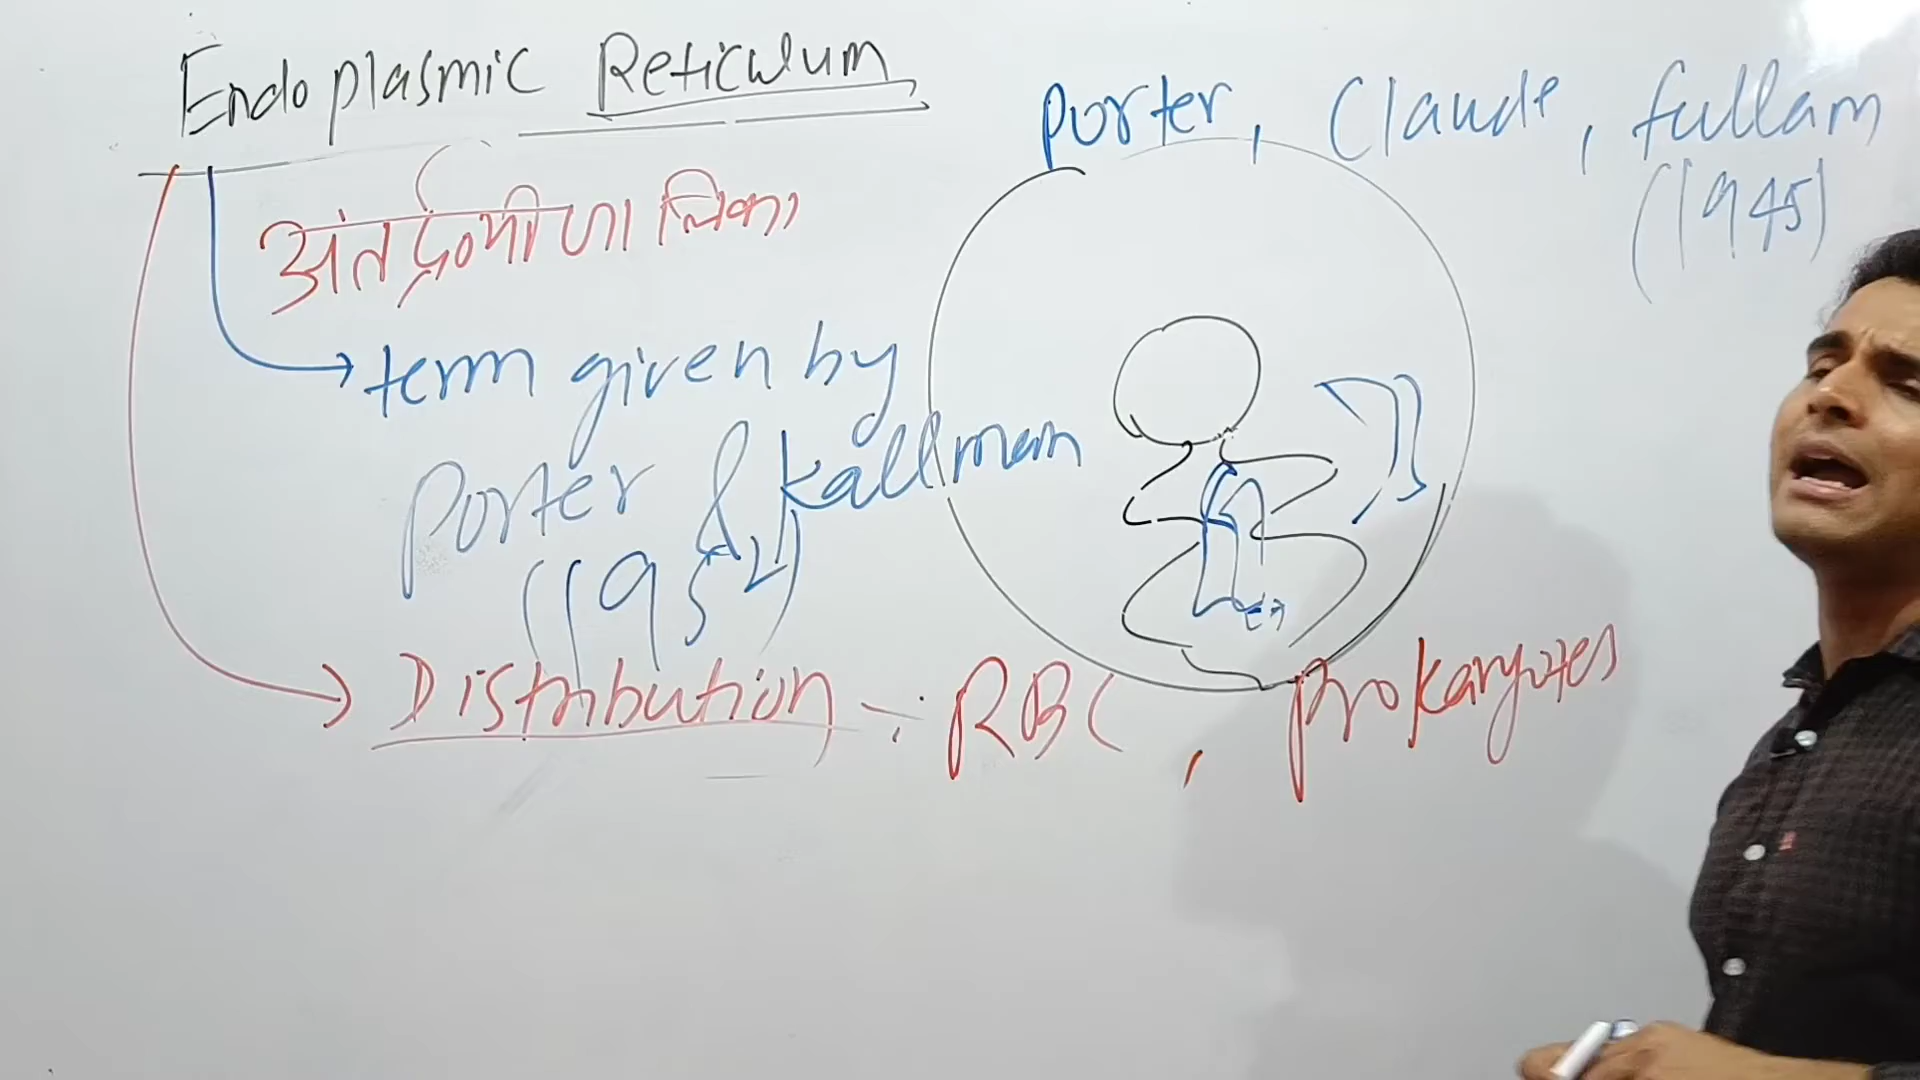 Endoplasmic Reticulum
Porter, Claude, fullam
(1945)
अंतर्द्रव्यी जालिका
term given by
Porter & kallman
(1952)
Distribution :- RBC, prokaryotes